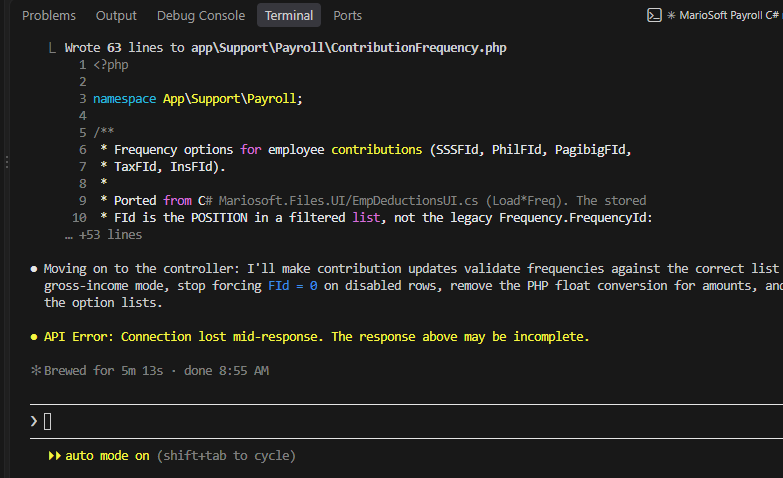 Problems Output Debug Console Terminal Ports MarioSoft Payroll C#
Wrote 63 lines to app\Support\Payroll\ContributionFrequency.php
1 <?php
2
3 namespace App\Support\Payroll;
4
5 /**
6 * Frequency options for employee contributions (SSSFId, PhilFId, PagibigFId,
7 * TaxFId, InsFId).
8 *
9 * Ported from C# Mariosoft.Files.UI/EmpDeductionsUI.cs (Load*Freq). The stored
10 * FId is the POSITION in a filtered list, not the legacy Frequency.FrequencyId:
… +53 lines
● Moving on to the controller: I'll make contribution updates validate frequencies against the correct list
gross-income mode, stop forcing FId = 0 on disabled rows, remove the PHP float conversion for amounts, and
the option lists.
● API Error: Connection lost mid-response. The response above may be incomplete.
✻ Brewed for 5m 13s · done 8:55 AM
❯
⏵⏵ auto mode on (shift+tab to cycle)